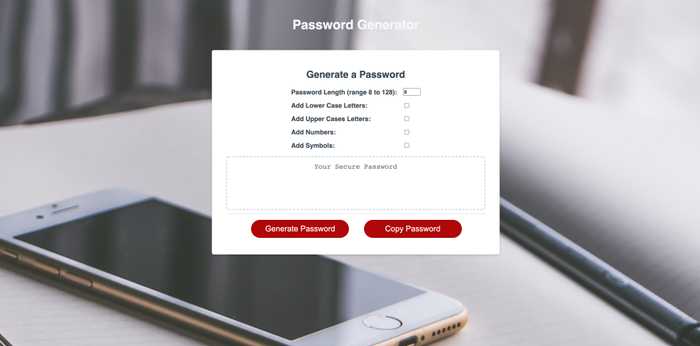 Password Generator
Generate a Password
Password Length (range 8 to 128): 8
Add Lower Case Letters:
Add Upper Cases Letters:
Add Numbers:
Add Symbols:
Your Secure Password
Generate Password Copy Password